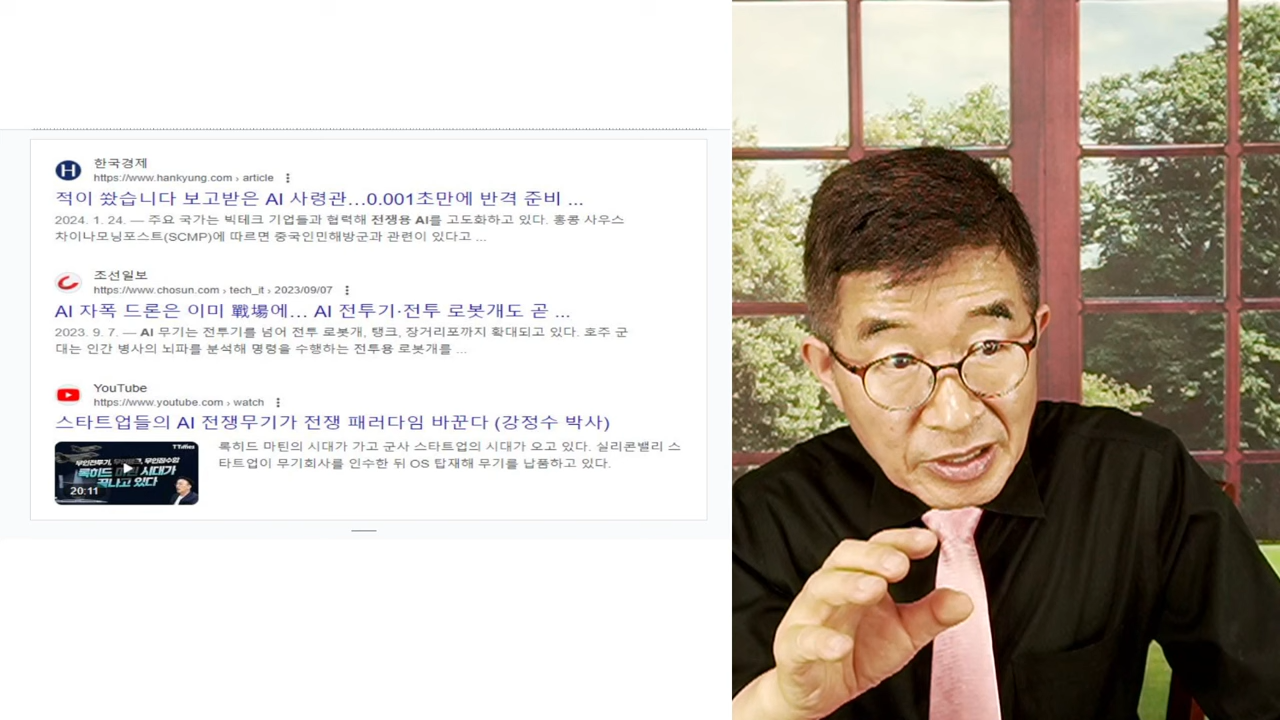 한국경제
https://www.hankyung.com › article
적이 쐈습니다 보고받은 AI 사령관…0.001초만에 반격 준비 ...
2024. 1. 24. — 주요 국가는 빅테크 기업들과 협력해 전쟁용 AI를 고도화하고 있다. 홍콩 사우스
차이나모닝포스트(SCMP)에 따르면 중국인민해방군과 관련이 있다고 ...
조선일보
https://www.chosun.com › tech_it › 2023/09/07
AI 자폭 드론은 이미 戰場에… AI 전투기·전투 로봇개도 곧 ...
2023. 9. 7. — AI 무기는 전투기를 넘어 전투 로봇개, 탱크, 장거리포까지 확대되고 있다. 호주 군
대는 인간 병사의 뇌파를 분석해 명령을 수행하는 전투용 로봇개를 ...
YouTube
https://www.youtube.com › watch
스타트업들의 AI 전쟁무기가 전쟁 패러다임 바꾼다 (강정수 박사)
록히드 마틴의 시대가 가고 군사 스타트업의 시대가 오고 있다. 실리콘밸리 스
타트업이 무기회사를 인수한 뒤 OS 탑재해 무기를 납품하고 있다.
TTimes
록히드 마틴 시대가
끝나고 있다
20:11